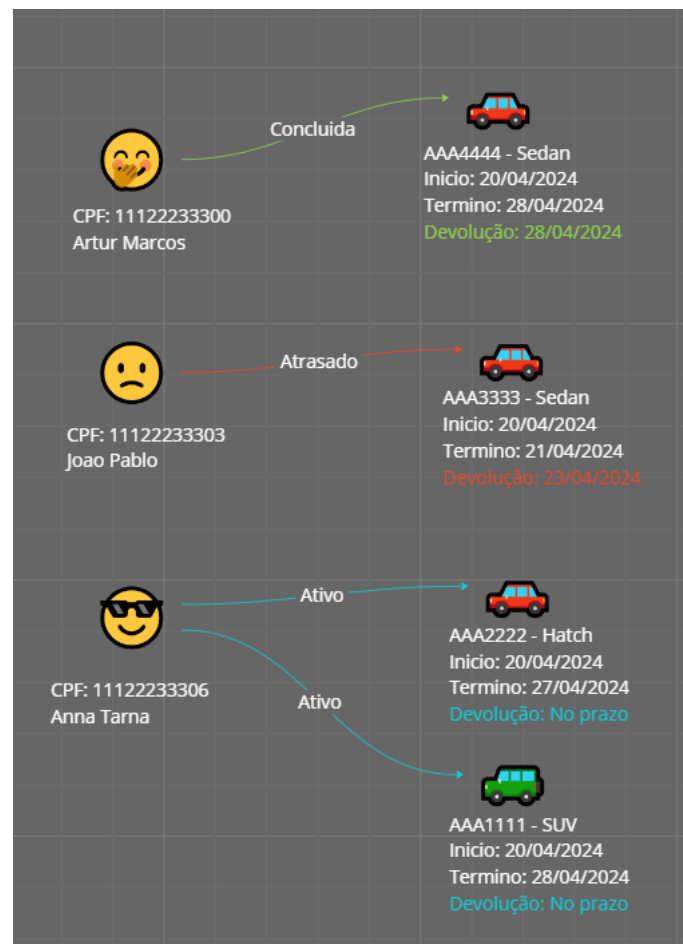 Concluida
AAA4444 - Sedan
Inicio: 20/04/2024
Termino: 28/04/2024
Devolução: 28/04/2024
CPF: 11122233300
Artur Marcos
Atrasado
AAA3333 - Sedan
Inicio: 20/04/2024
Termino: 21/04/2024
Devolução: 23/04/2024
CPF: 11122233303
Joao Pablo
Ativo
AAA2222 - Hatch
Inicio: 20/04/2024
Termino: 27/04/2024
Devolução: No prazo
CPF: 11122233306
Anna Tarna
Ativo
AAA1111 - SUV
Inicio: 20/04/2024
Termino: 28/04/2024
Devolução: No prazo